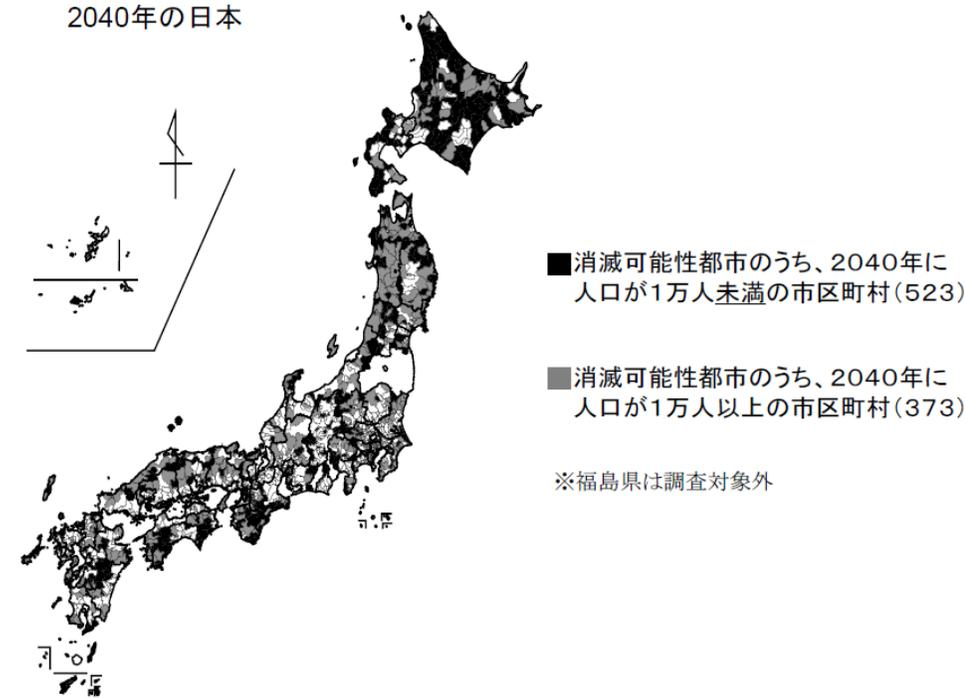 2040年の日本
消滅可能性都市のうち、2040年に
人口が1万人未満の市区町村(523)
消滅可能性都市のうち、2040年に
人口が1万人以上の市区町村(373)
※福島県は調査対象外